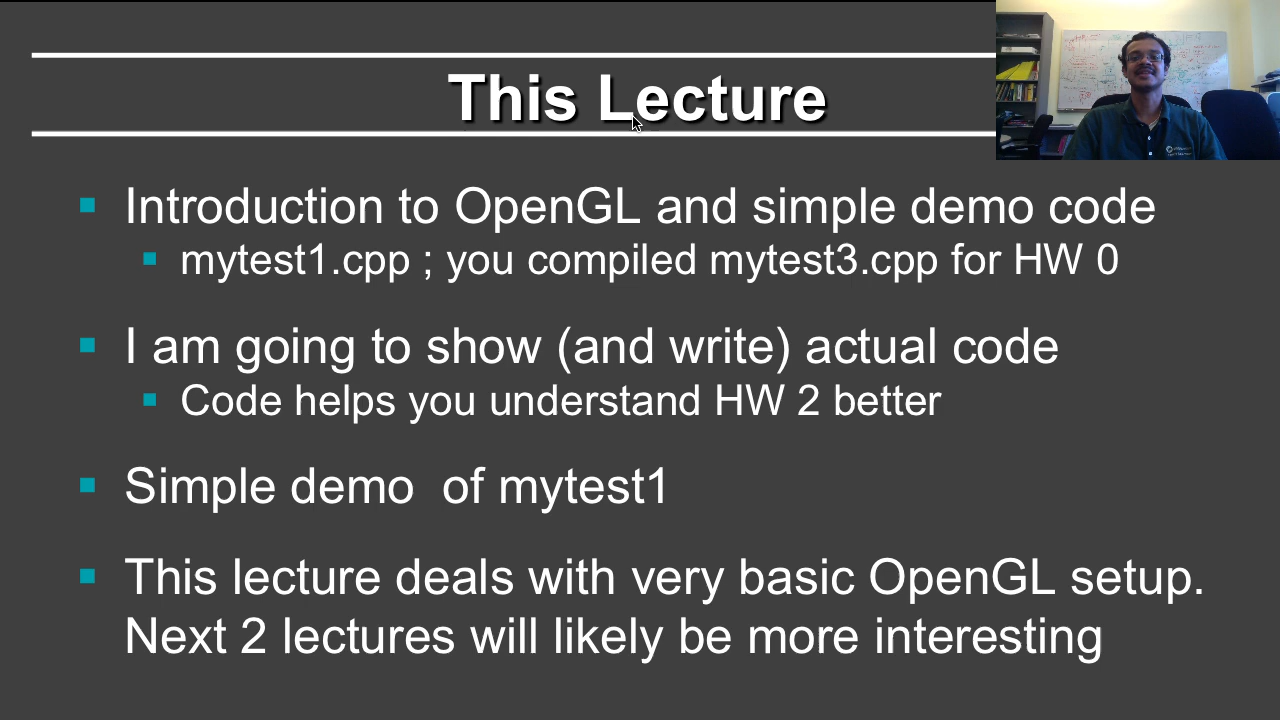 This Lecture
Introduction to OpenGL and simple demo code
mytest1.cpp ; you compiled mytest3.cpp for HW 0
I am going to show (and write) actual code
Code helps you understand HW 2 better
Simple demo of mytest1
This lecture deals with very basic OpenGL setup.
Next 2 lectures will likely be more interesting